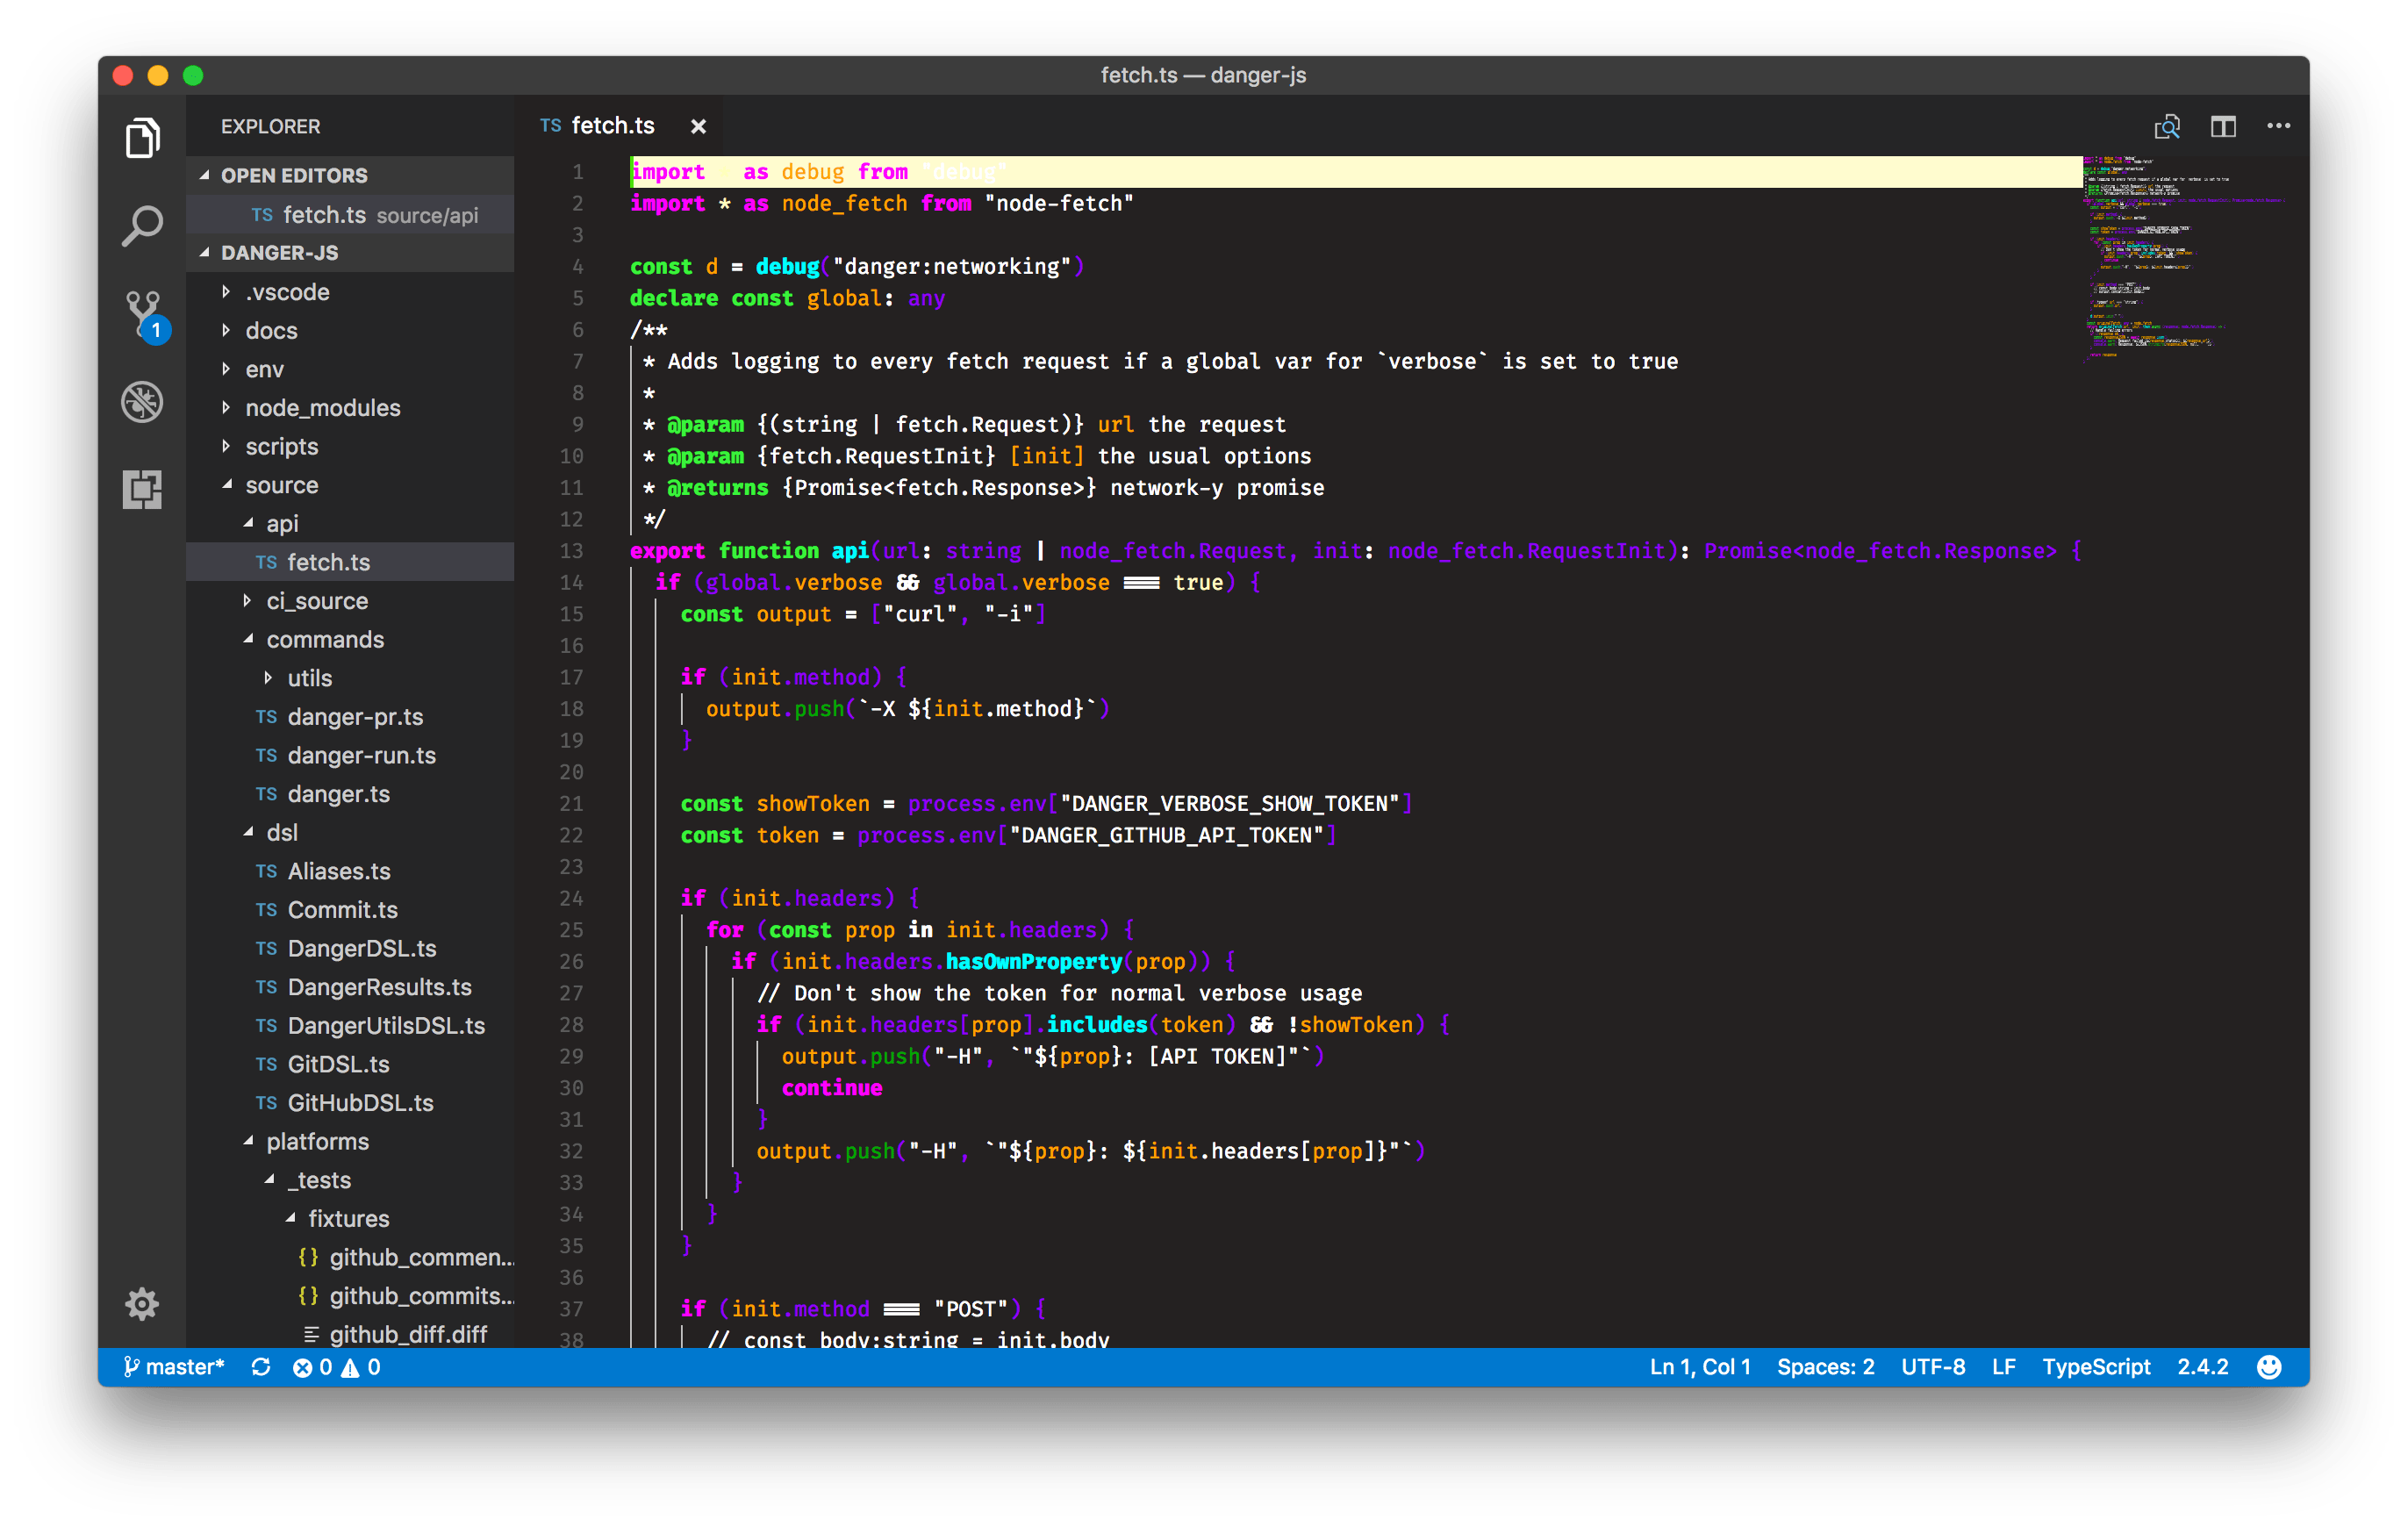 fetch.ts — danger-js
EXPLORER
OPEN EDITORS
TS fetch.ts source/api
DANGER-JS
.vscode
docs
env
node_modules
scripts
source
api
TS fetch.ts
ci_source
commands
utils
TS danger-pr.ts
TS danger-run.ts
TS danger.ts
dsl
TS Aliases.ts
TS Commit.ts
TS DangerDSL.ts
TS DangerResults.ts
TS DangerUtilsDSL.ts
TS GitDSL.ts
TS GitHubDSL.ts
platforms
_tests
fixtures
{} github_commen...
{} github_commits...
github_diff.diff
1
TS fetch.ts ×
1 import as debug from "debug"
2 import * as node_fetch from "node-fetch"
3
4 const d = debug("danger:networking")
5 declare const global: any
6 /**
7 * Adds logging to every fetch request if a global var for `verbose` is set to true
8 *
9 * @param {(string | fetch.Request)} url the request
10 * @param {fetch.RequestInit} [init] the usual options
11 * @returns {Promise<fetch.Response>} network-y promise
12 */
13 export function api(url: string | node_fetch.Request, init: node_fetch.RequestInit): Promise<node_fetch.Response> {
14 if (global.verbose && global.verbose === true) {
15 const output = ["curl", "-i"]
16
17 if (init.method) {
18 output.push(`-X ${init.method}`)
19 }
20
21 const showToken = process.env["DANGER_VERBOSE_SHOW_TOKEN"]
22 const token = process.env["DANGER_GITHUB_API_TOKEN"]
23
24 if (init.headers) {
25 for (const prop in init.headers) {
26 if (init.headers.hasOwnProperty(prop)) {
27 // Don't show the token for normal verbose usage
28 if (init.headers[prop].includes(token) && !showToken) {
29 output.push("-H", `"${prop}: [API TOKEN]"`)
30 continue
31 }
32 output.push("-H", `"${prop}: ${init.headers[prop]}"`)
33 }
34 }
35 }
36
37 if (init.method === "POST") {
38 // const body:string = init.body
master* 0 0
Ln 1, Col 1 Spaces: 2 UTF-8 LF TypeScript 2.4.2